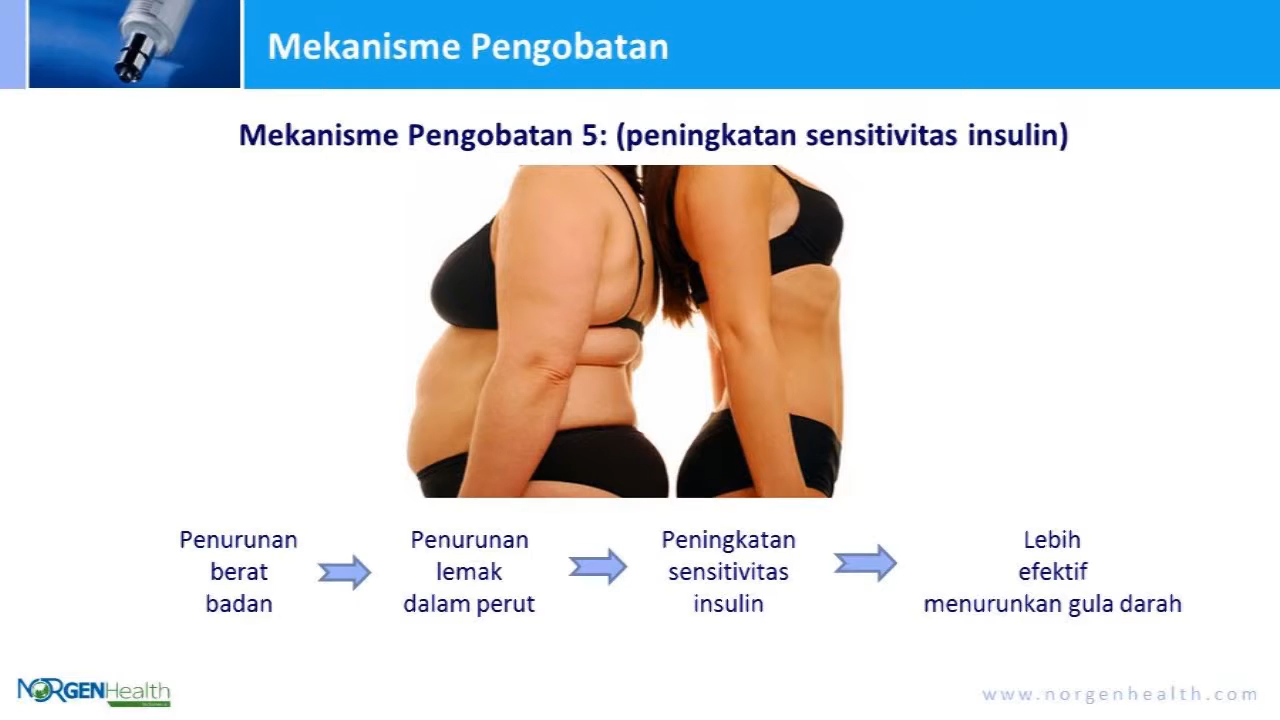 Mekanisme Pengobatan
Mekanisme Pengobatan 5: (peningkatan sensitivitas insulin)
Penurunan
berat
badan
Penurunan
lemak
dalam perut
Peningkatan
sensitivitas
insulin
Lebih
efektif
menurunkan gula darah
NORGENHealth
www.norgenhealth.com